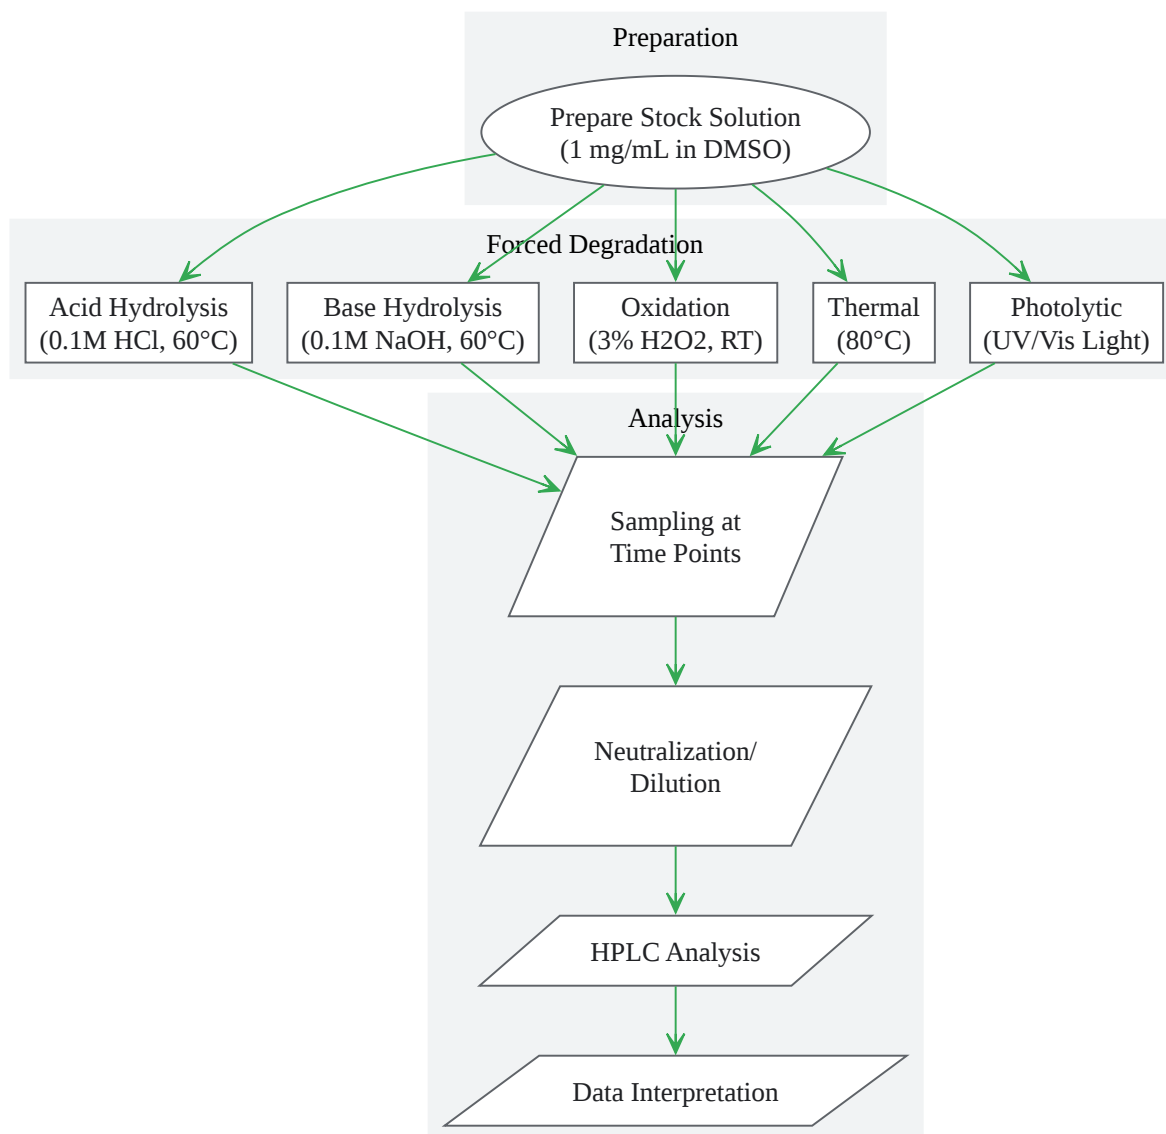 Preparation
Prepare Stock Solution
(1 mg/mL in DMSO)
Forced Degradation
Acid Hydrolysis
(0.1M HCl, 60°C)
Base Hydrolysis
(0.1M NaOH, 60°C)
Oxidation
(3% H2O2, RT)
Thermal
(80°C)
Photolytic
(UV/Vis Light)
Analysis
Sampling at
Time Points
Neutralization/
Dilution
HPLC Analysis
Data Interpretation